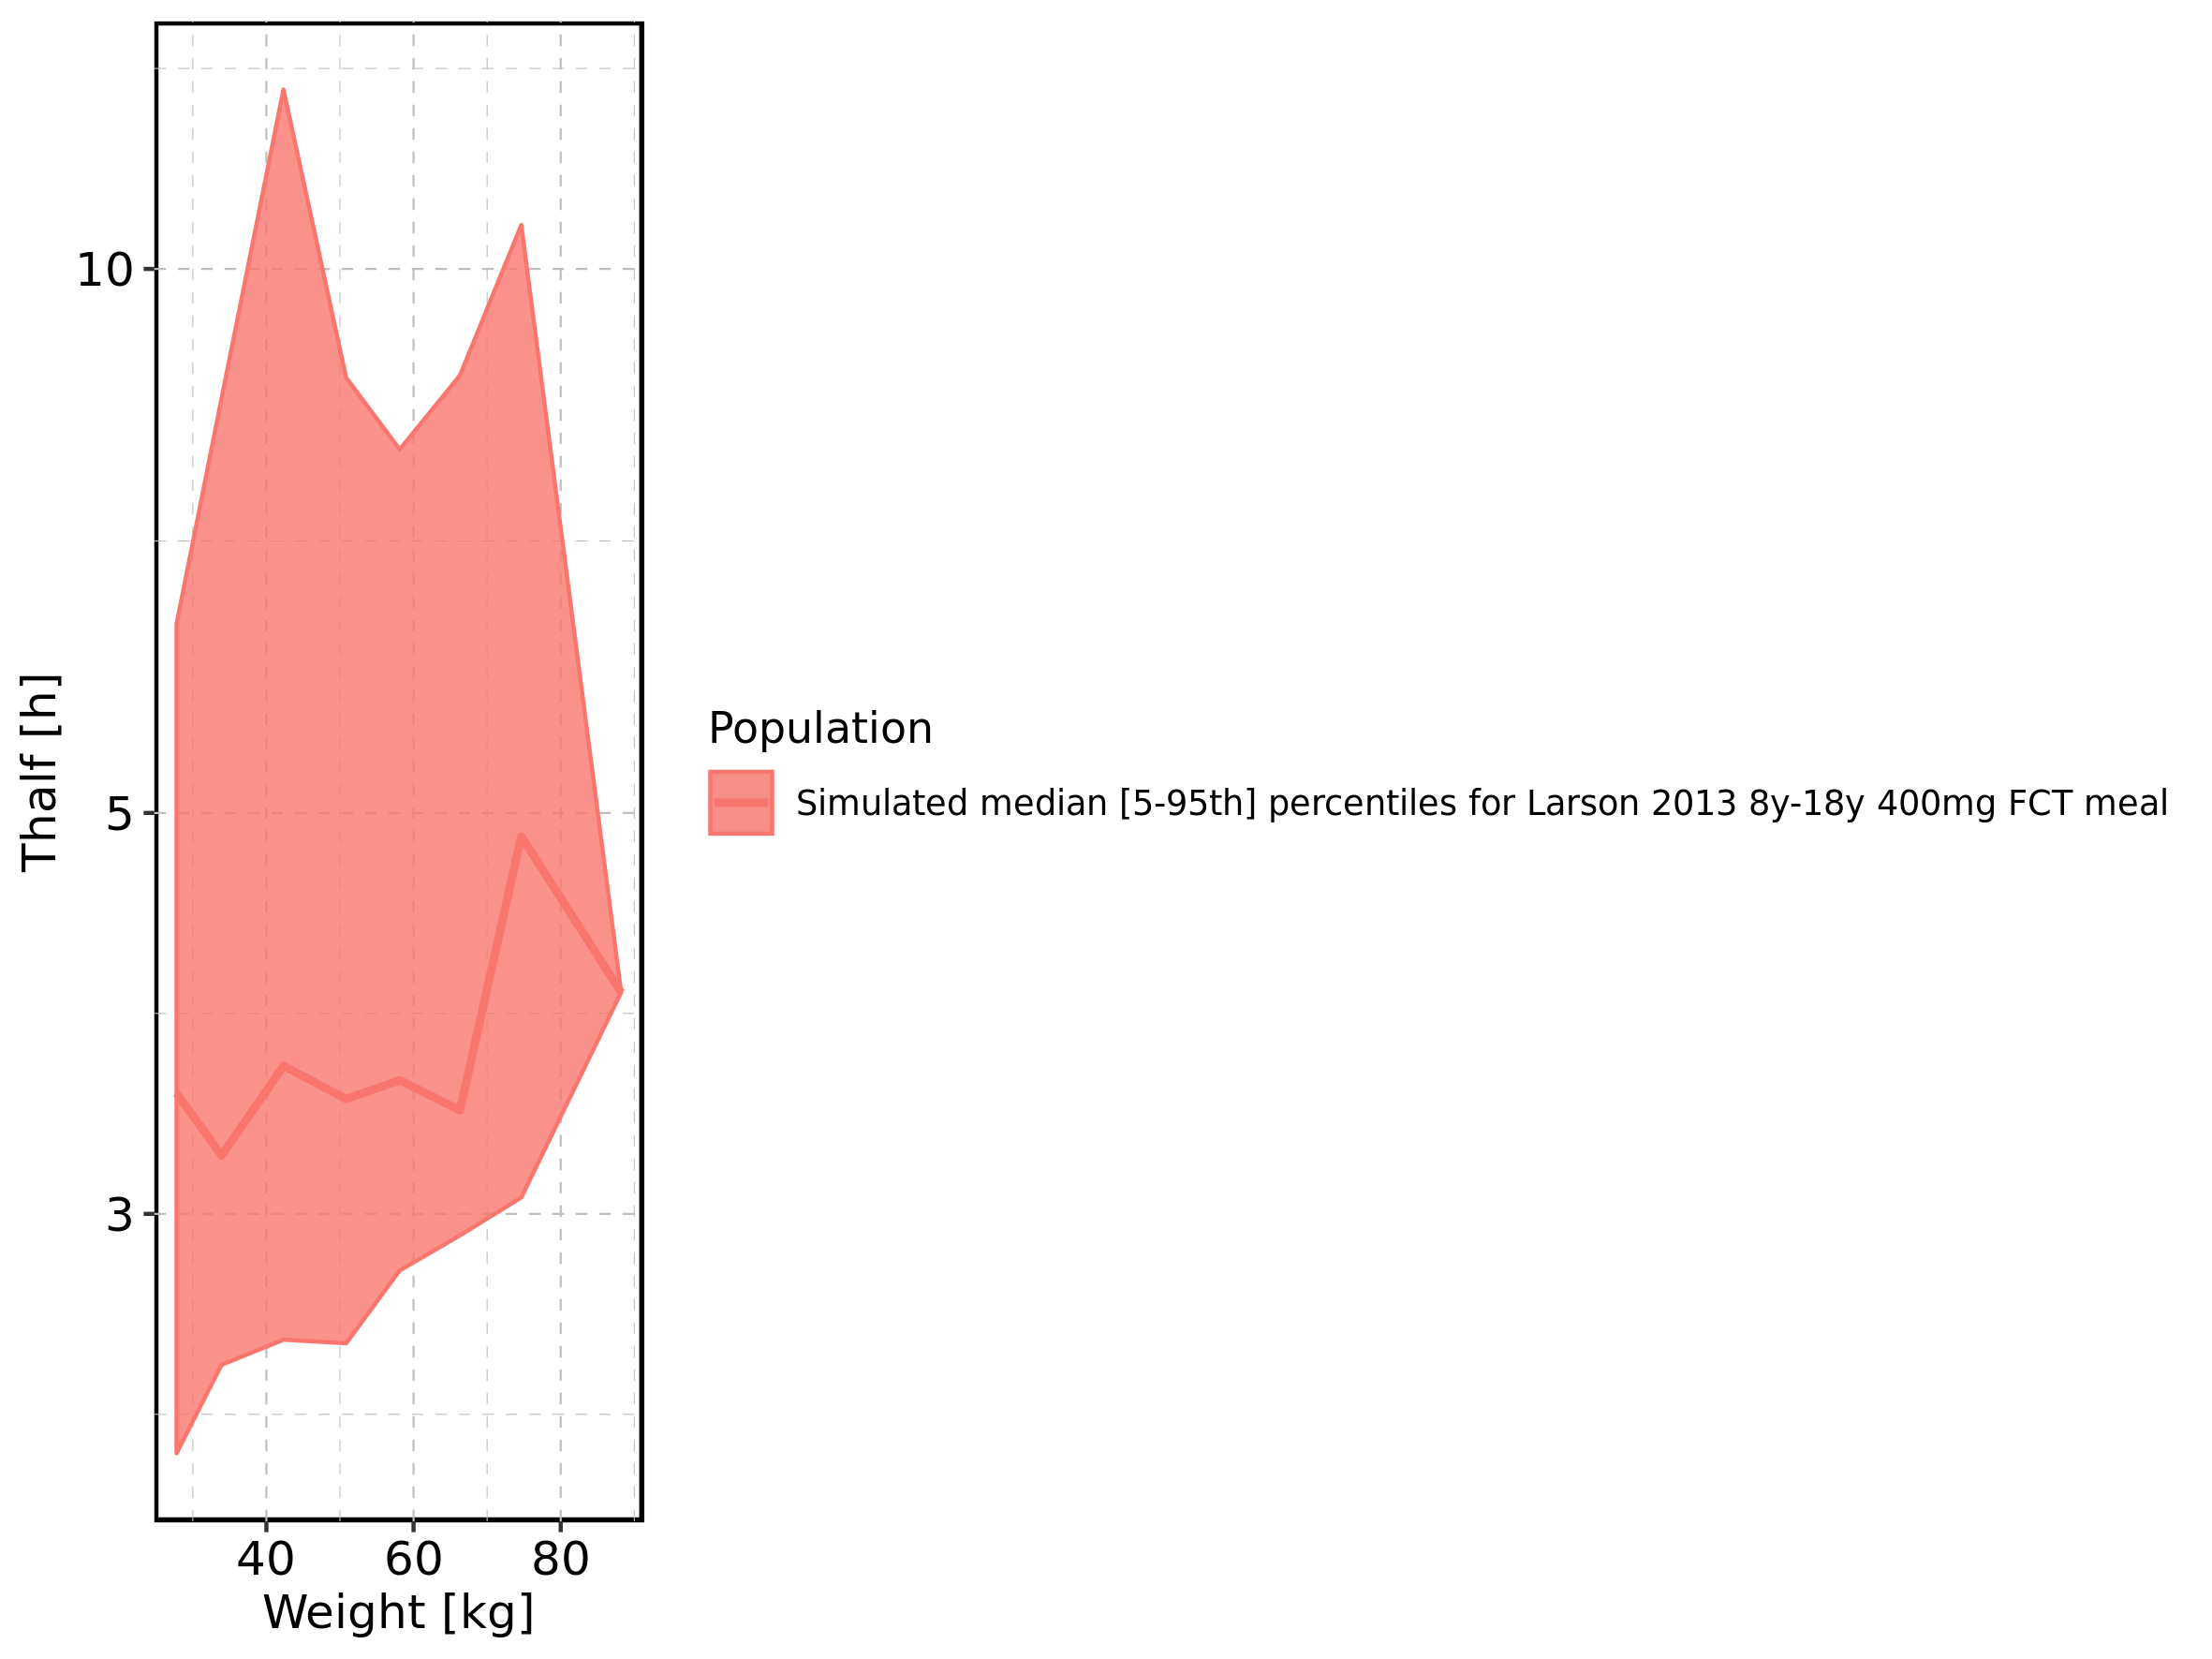 Thalf [h]
10
5
3
40 60 80
Weight [kg]
Population
Simulated median [5-95th] percentiles for Larson 2013 8y-18y 400mg FCT meal